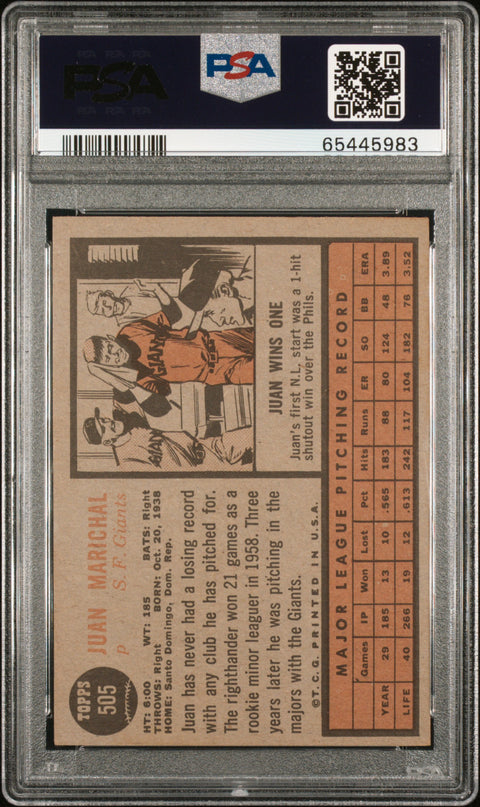 PSA
PSA
65445983
TOPPS
505
JUAN MARICHAL
p S. F. Giants
HT: 6:00 WT: 185 BATS: Right
THROWS: Right BORN: Oct. 20, 1938
HOME: Santo Domingo, Dom. Rep.
Juan has never had a losing record
with any club he has pitched for.
The righthander won 21 games as a
rookie minor leaguer in 1958. Three
years later he was pitching in the
majors with the Giants.
©T.C.G. PRINTED IN U.S.A.
GIANTS
GIAN
JUAN WINS ONE
Juan's first N.L. start was a 1-hit
shutout win over the Phils.
MAJOR LEAGUE PITCHING RECORD
Games IP Won Lost Pct Hits Runs ER SO BB ERA
YEAR 29 185 13 10 .565 183 88 80 124 48 3.89
LIFE 40 266 19 12 .613 242 117 104 182 76 3.52